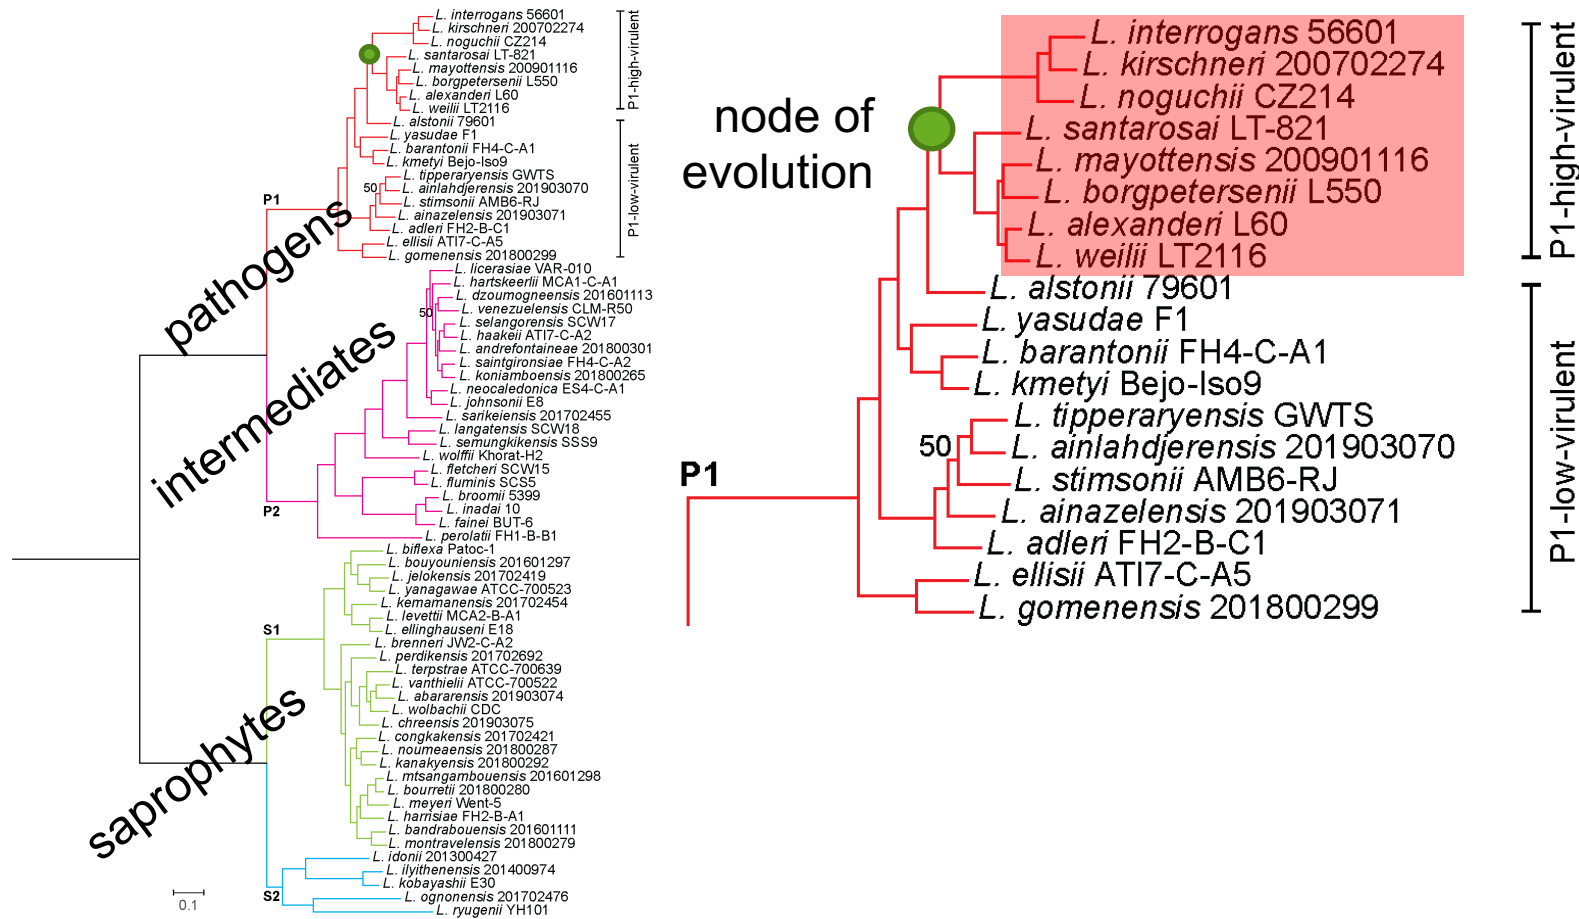 L. interrogans 56601
L. kirschneri 200702274
L. noguchii CZ214
L. santarosai LT-821
L. mayottensis 200901116
L. borgpetersenii L550
L. alexanderi L60
L. weilii LT2116
P1-high-virulent
L. alstonii 79601
L. yasudae F1
L. barantonii FH4-C-A1
L. kmetyi Bejo-Iso9
L. tipperaryensis GWTS
50
L. ainlahdjerensis 201903070
L. stimsonii AMB6-RJ
L. ainazelensis 201903071
L. adleri FH2-B-C1
L. ellisii ATI7-C-A5
L. gomenensis 201800299
P1-low-virulent
P1
pathogens
L. licerasiae VAR-010
L. hartskeerlii MCA1-C-A1
L. dzoumogneensis 201601113
L. venezuelensis CLM-R50
50
L. selangorensis SCW17
L. haakeii ATI7-C-A2
L. andrefontaineae 201800301
L. saintgironsiae FH4-C-A2
L. koniamboensis 201800265
L. neocaledonica ES4-C-A1
L. johnsonii E8
L. sarikeiensis 201702455
L. langatensis SCW18
L. semungkikensis SSS9
L. wolffii Khorat-H2
L. fletcheri SCW15
L. fluminis SCS5
L. broomii 5399
L. inadai 10
L. fainei BUT-6
L. perolatii FH1-B-B1
intermediates
P2
L. biflexa Patoc-1
L. bouyouniensis 201601297
L. jelokensis 201702419
L. yanagawae ATCC-700523
L. kemamanensis 201702454
L. levettii MCA2-B-A1
L. ellinghauseni E18
S1
L. brenneri JW2-C-A2
L. perdikensis 201702692
L. terpstrae ATCC-700639
L. vanthielii ATCC-700522
L. abararensis 201903074
L. wolbachii CDC
L. chreensis 201903075
L. congkakensis 201702421
L. noumeaensis 201800287
L. kanakyensis 201800292
L. mtsangambouensis 201601298
L. bourretii 201800280
L. meyeri Went-5
L. harrisiae FH2-B-A1
L. bandrabouensis 201601111
L. montravelensis 201800279
saprophytes
L. idonii 201300427
L. ilyithenensis 201400974
L. kobayashii E30
S2
L. ognonensis 201702476
L. ryugenii YH101
0.1
node of
evolution
L. interrogans 56601
L. kirschneri 200702274
L. noguchii CZ214
L. santarosai LT-821
L. mayottensis 200901116
L. borgpetersenii L550
L. alexanderi L60
L. weilii LT2116
P1-high-virulent
L. alstonii 79601
L. yasudae F1
L. barantonii FH4-C-A1
L. kmetyi Bejo-Iso9
L. tipperaryensis GWTS
50
L. ainlahdjerensis 201903070
L. stimsonii AMB6-RJ
L. ainazelensis 201903071
L. adleri FH2-B-C1
L. ellisii ATI7-C-A5
L. gomenensis 201800299
P1-low-virulent
P1